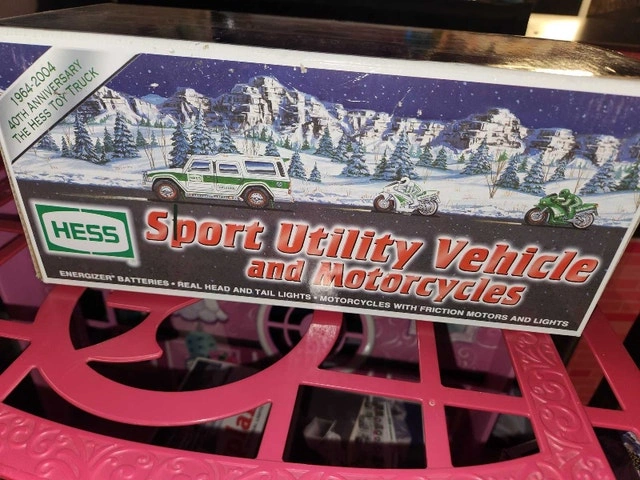 1964-2004
40TH ANNIVERSARY
THE HESS TOY TRUCK
HESS
Sport Utility Vehicle
and Motorcycles
ENERGIZER® BATTERIES • REAL HEAD AND TAIL LIGHTS • MOTORCYCLES WITH FRICTION MOTORS AND LIGHTS